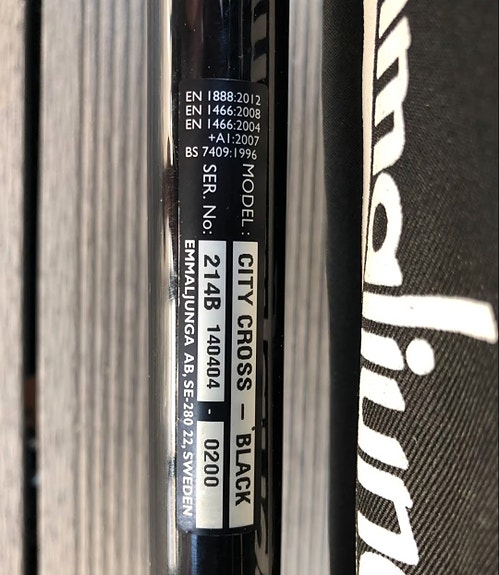 EN 1888:2012
EN 1466:2008
EN 1466:2004
+A1:2007
BS 7409:1996
MODEL : CITY CROSS - BLACK
SER. No: 214B 140404 - 0200
EMMALJUNGA AB, SE-280 22, SWEDEN